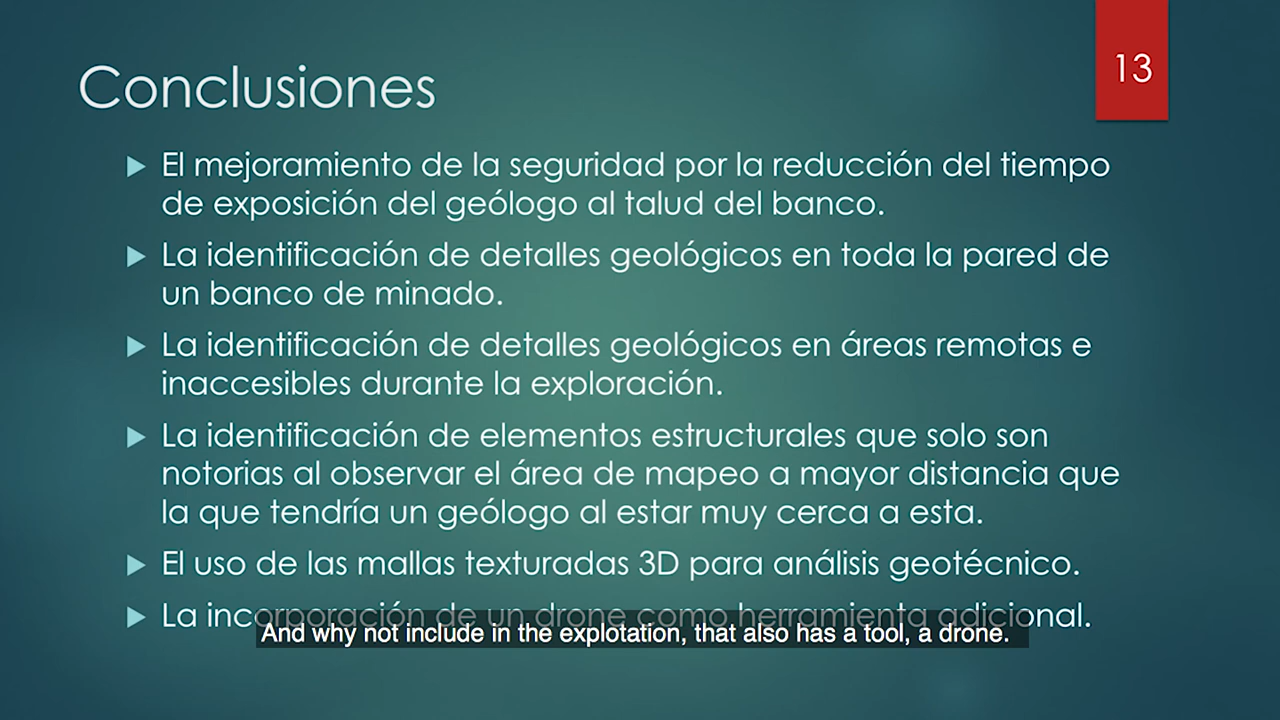 Conclusiones
13
El mejoramiento de la seguridad por la reducción del tiempo
de exposición del geólogo al talud del banco.
La identificación de detalles geológicos en toda la pared de
un banco de minado.
La identificación de detalles geológicos en áreas remotas e
inaccesibles durante la exploración.
La identificación de elementos estructurales que solo son
notorias al observar el área de mapeo a mayor distancia que
la que tendría un geólogo al estar muy cerca a esta.
El uso de las mallas texturadas 3D para análisis geotécnico.
La incorporación de un drone como herramienta adicional.
And why not include in the explotation, that also has a tool, a drone.